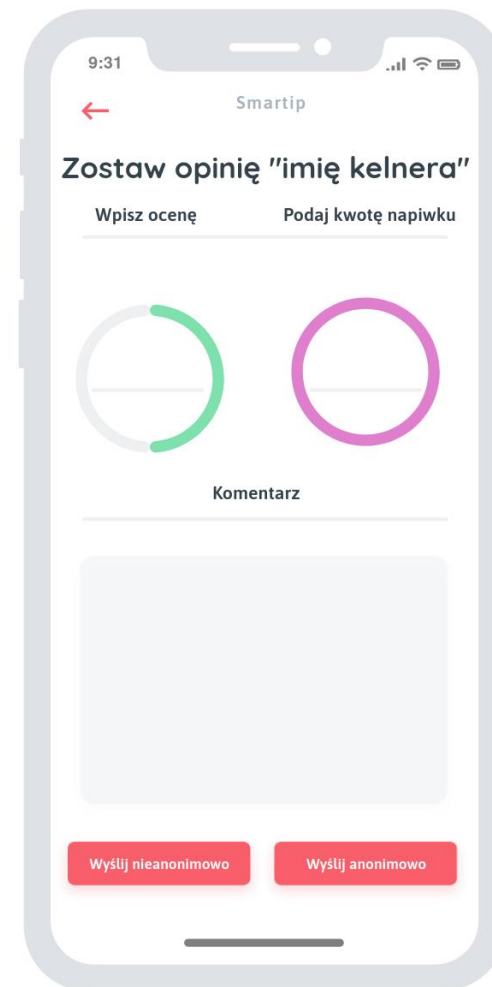 9:31
Smartip
Zostaw opinię "imię kelnera"
Wpisz ocenę
Podaj kwotę napiwku
Komentarz
Wyślij nieanonimowo
Wyślij anonimowo